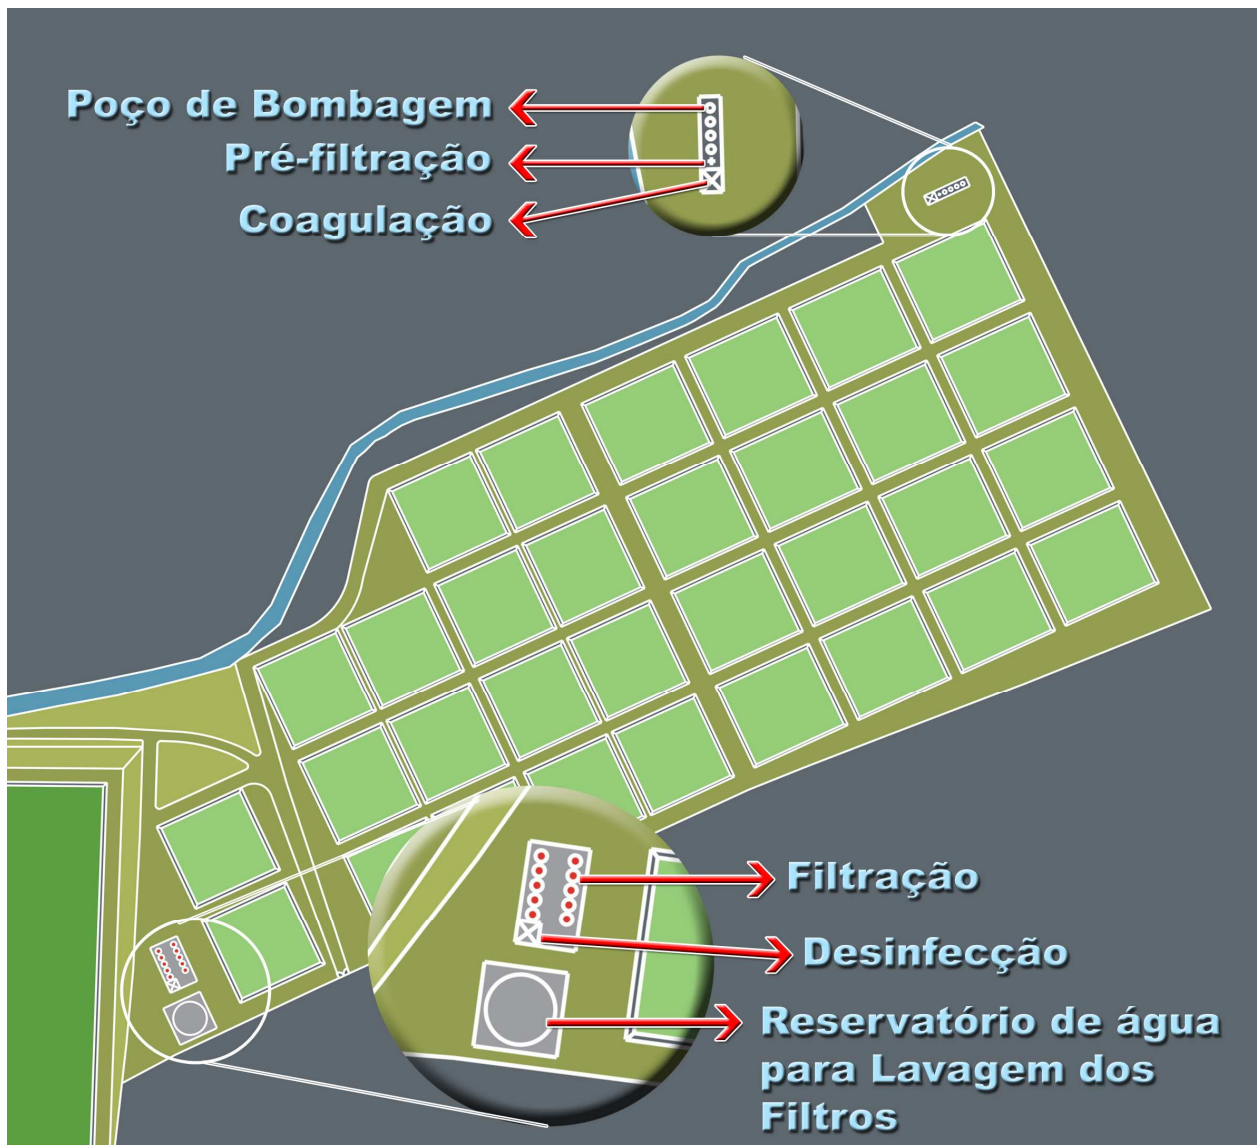 Poço de Bombagem
Pré-filtração
Coagulação
Filtração
Desinfecção
Reservatório de água
para Lavagem dos
Filtros